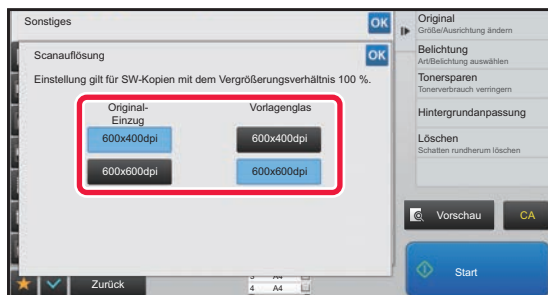 Sonstiges
OK
Scanauflösung
OK
Einstellung gilt für SW-Kopien mit dem Vergrößerungsverhältnis 100 %.
Original-
Einzug
Vorlagenglas
600x400dpi
600x400dpi
600x600dpi
600x600dpi
Original
Größe/Ausrichtung ändern
Belichtung
Art/Belichtung auswählen
Tonersparen
Tonerverbrauch verringern
Hintergrundanpassung
Löschen
Schatten rundherum löschen
Vorschau
CA
Start
Zurück
A4
4 A4